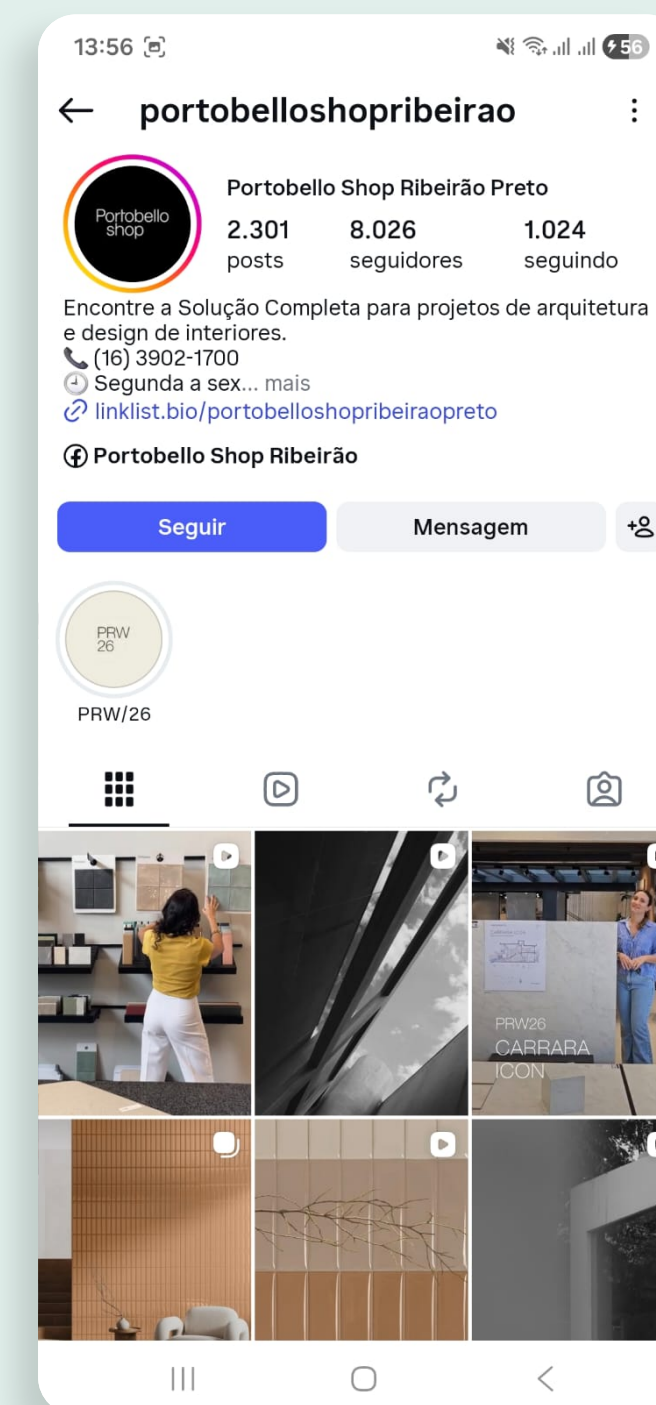 13:56
56
portobelloshopribeirao
Portobello
shop
Portobello Shop Ribeirão Preto
2.301 8.026 1.024
posts seguidores seguindo
Encontre a Solução Completa para projetos de arquitetura
e design de interiores.
📞 (16) 3902-1700
🕘 Segunda a sex... mais
linklist.bio/portobelloshopribeiraopreto
Portobello Shop Ribeirão
Seguir Mensagem
PRW
26
PRW/26
PRW26
CARRARA
ICON